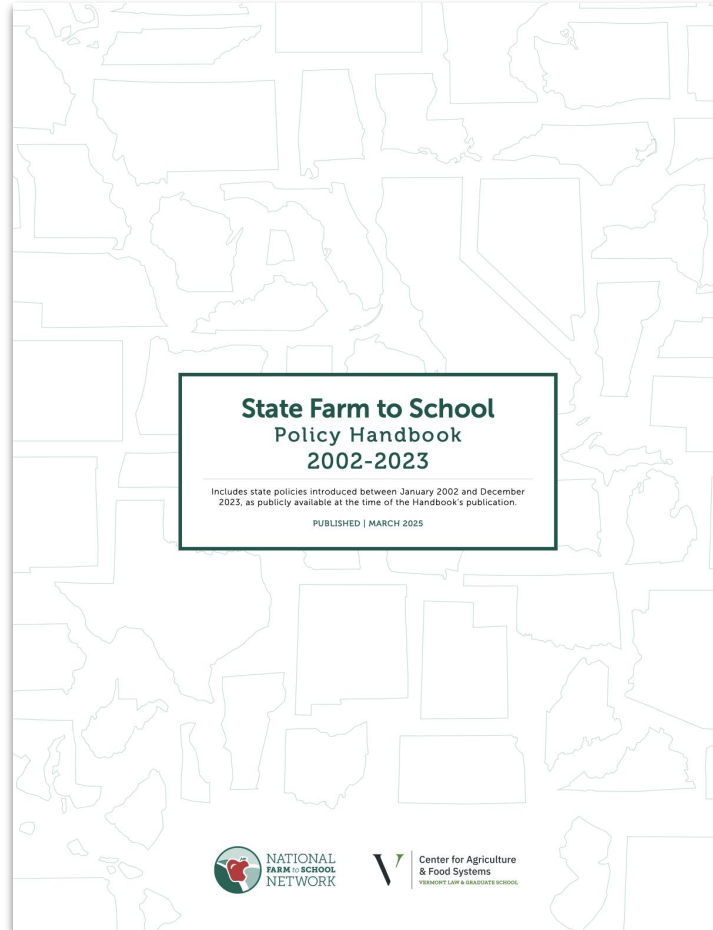 State Farm to School
Policy Handbook
2002-2023
Includes state policies introduced between January 2002 and December
2023, as publicly available at the time of the Handbook's publication.
PUBLISHED | MARCH 2025
NATIONAL
FARM to SCHOOL
NETWORK
V
Center for Agriculture
& Food Systems
VERMONT LAW & GRADUATE SCHOOL